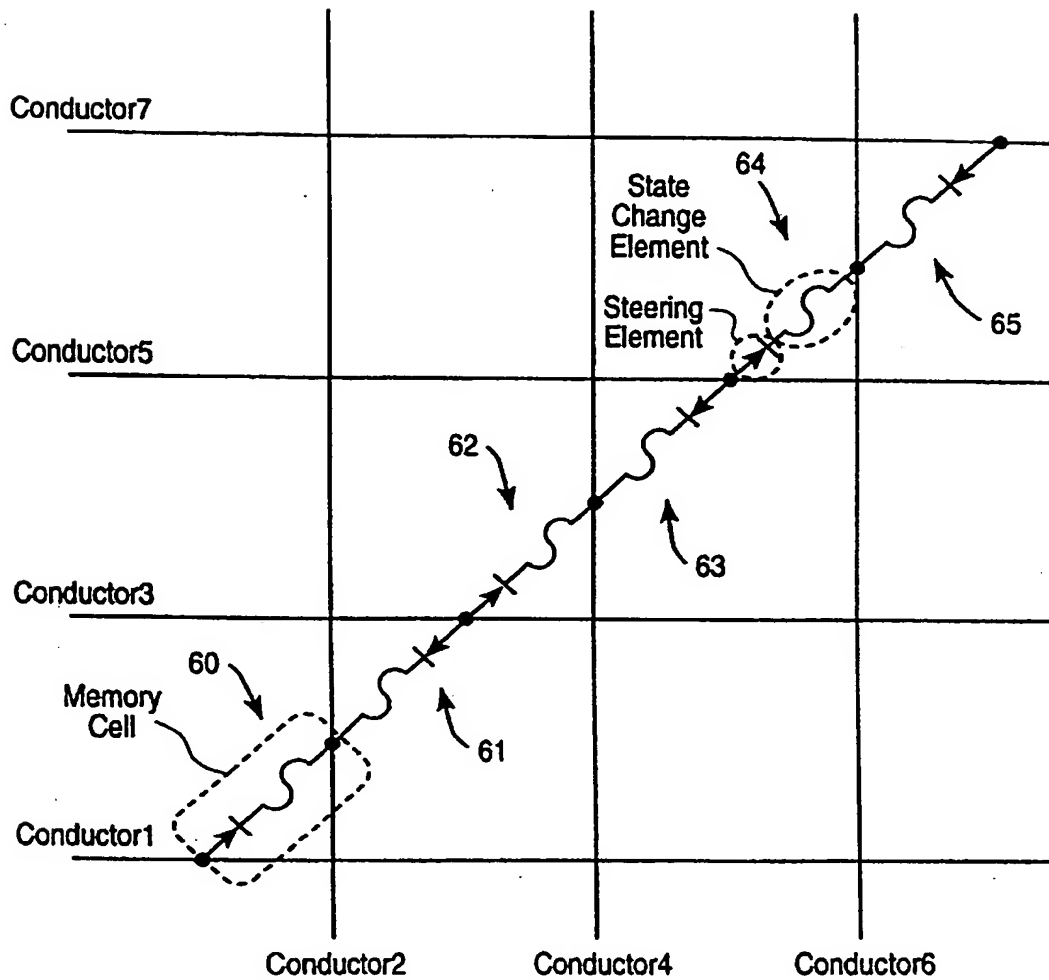 Conductor7
64
State
Change
Element
65
Steering
Element
Conductor5
62
63
Conductor3
60
Memory
Cell
61
Conductor1
Conductor2
Conductor4
Conductor6